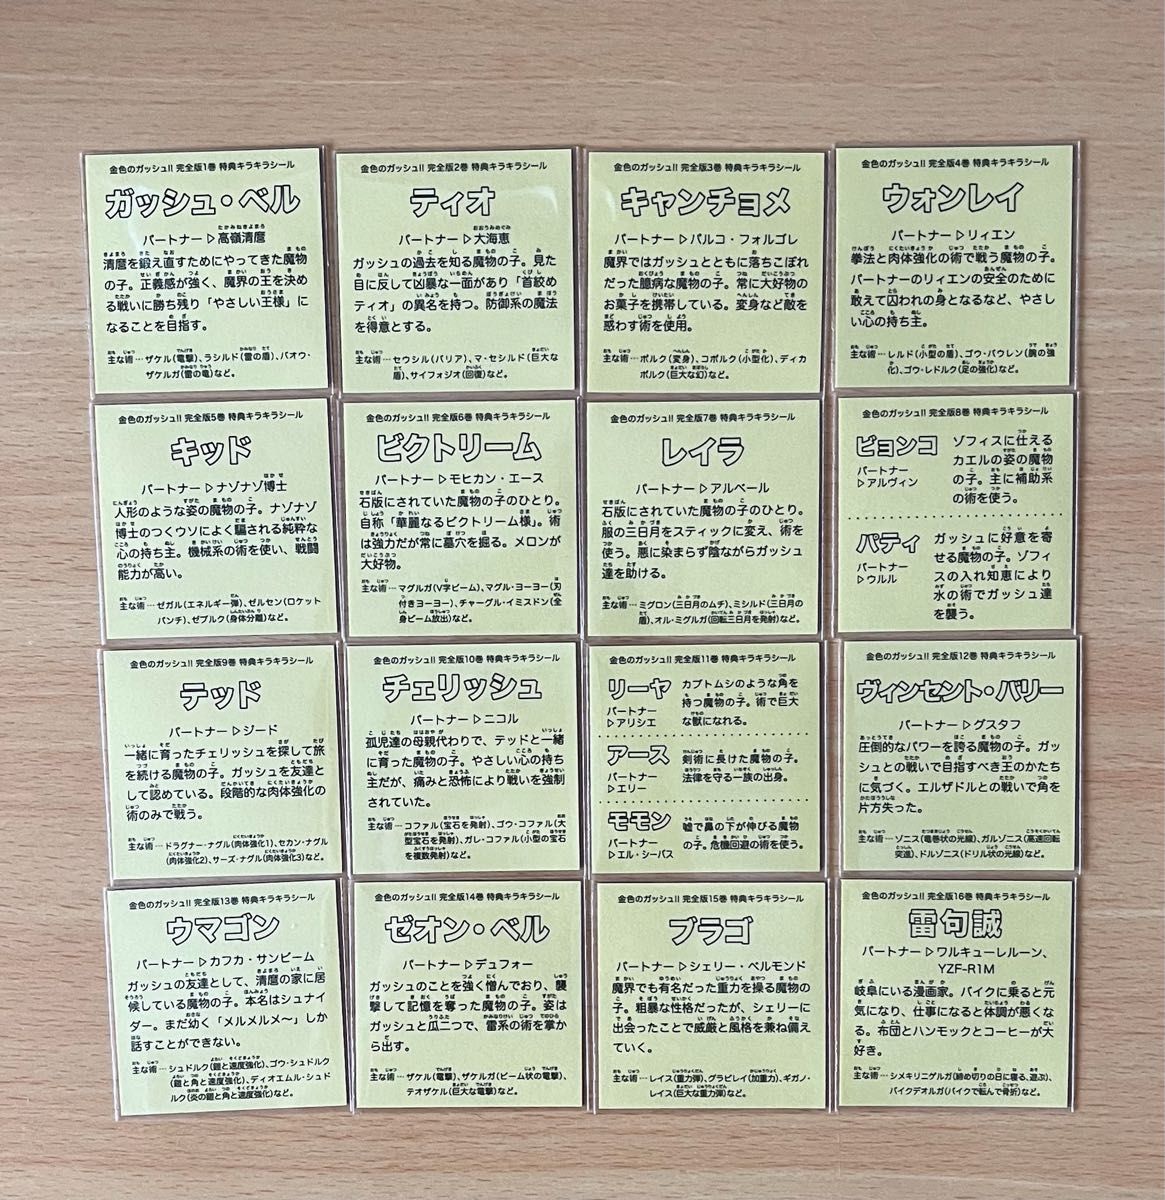 金色のガッシュ!! 完全版1巻 特典キラキラシール
ガッシュ・ベル
パートナー▷高嶺清麿
清麿を鍛え直すためにやってきた魔物
の子。正義感が強く、魔界の王を決め
る戦いに勝ち残り「やさしい王様」に
なることを目指す。
主な術…ザケル(電撃)、ラシルド(雷の盾)、バオウ・
ザケルガ(雷の竜)など。
金色のガッシュ!! 完全版2巻 特典キラキラシール
ティオ
パートナー▷大海恵
ガッシュの過去を知る魔物の子。見た
目に反して凶暴な一面があり「首絞め
ティオ」の異名を持つ。防御系の魔法
を得意とする。
主な術…セウシル(バリア)、マ・セシルド(巨大な
盾)、サイフォジオ(回復)など。
金色のガッシュ!! 完全版3巻 特典キラキラシール
キャンチョメ
パートナー▷パルコ・フォルゴレ
魔界ではガッシュとともに落ちこぼれ
だった臆病な魔物の子。常に大好物の
お菓子を携帯している。変身など敵を
惑わす術を使用。
主な術…ポルク(変身)、コポルク(小型化)、ディカ
ポルク(巨大な幻)など。
金色のガッシュ!! 完全版4巻 特典キラキラシール
ウォンレイ
パートナー▷リィエン
拳法と肉体強化の術で戦う魔物の子。
パートナーのリィエンの安全のために
敢えて囚われの身となるなど、やさし
い心の持ち主。
主な術…レルド(小型の盾)、ゴウ・バウレン(腕の強
化)、ゴウ・レドルク(足の強化)など。
金色のガッシュ!! 完全版5巻 特典キラキラシール
キッド
パートナー▷ナゾナゾ博士
人形のような姿の魔物の子。ナゾナゾ
博士のつくウソによく騙される純粋な
心の持ち主。機械系の術を使い、戦闘
能力が高い。
主な術…ゼガル(エネルギー弾)、ゼルセン(ロケット
パンチ)、ゼブルク(身体分離)など。
金色のガッシュ!! 完全版6巻 特典キラキラシール
ビクトリーム
パートナー▷モヒカン・エース
石版にされていた魔物の子のひとり。
自称「華麗なるビクトリーム様」。術
は強力だが常に墓穴を掘る。メロンが
大好物。
主な術…マグルガ(V字ビーム)、マグル・ヨーヨー(刃
付きヨーヨー)、チャーグル・イミスドン(全
身ビーム放出)など。
金色のガッシュ!! 完全版7巻 特典キラキラシール
レイラ
パートナー▷アルベール
石版にされていた魔物の子のひとり。
服の三日月をスティックに変え、術を
使う。悪に染まらず陰ながらガッシュ
達を助ける。
主な術…ミグロン(三日月のムチ)、ミシルド(三日月の
盾)、オル・ミグルガ(回転三日月を発射)など。
金色のガッシュ!! 完全版8巻 特典キラキラシール
ビョンコ
パートナー
▷アルヴィン
ゾフィスに仕える
カエルの姿の魔物
の子。主に補助系
の術を使う。
パティ
パートナー
▷ウルル
ガッシュに好意を寄
せる魔物の子。ゾフィ
スの入れ知恵により
水の術でガッシュ達
を襲う。
金色のガッシュ!! 完全版9巻 特典キラキラシール
テッド
パートナー▷ジード
一緒に育ったチェリッシュを探して旅
を続ける魔物の子。ガッシュを友達と
して認めている。段階的な肉体強化の
術のみで戦う。
主な術…ドラグナー・ナグル(肉体強化1)、セカン・ナグル
(肉体強化2)、サーズ・ナグル(肉体強化3)など。
金色のガッシュ!! 完全版10巻 特典キラキラシール
チェリッシュ
パートナー▷ニコル
孤児達の母親代わりで、テッドと一緒
に育った魔物の子。やさしい心の持ち
主だが、痛みと恐怖により戦いを強制
されていた。
主な術…コファル(宝石を発射)、ゴウ・コファル(大
型宝石を発射)、ガレ・コファル(小型の宝石
を複数発射)など。
金色のガッシュ!! 完全版11巻 特典キラキラシール
リーヤ
パートナー
▷アリシエ
カブトムシのような角を
持つ魔物の子。術で巨大
な獣になれる。
アース
パートナー
▷エリー
剣術に長けた魔物の子。
法律を守る一族の出身。
モモン
パートナー
▷エル・シーバス
嘘で鼻の下が伸びる魔物
の子。危機回避の術を使う。
金色のガッシュ!! 完全版12巻 特典キラキラシール
ヴィンセント・バリー
パートナー▷グスタフ
圧倒的なパワーを誇る魔物の子。ガッ
シュとの戦いで目指すべき王のかたち
に気づく。エルザドルとの戦いで角を
片方失った。
主な術…ゾニス(竜巻状の光線)、ガルゾニス(高速回転
突進)、ドルゾニス(ドリル状の光線)など。
金色のガッシュ!! 完全版13巻 特典キラキラシール
ウマゴン
パートナー▷カフカ・サンビーム
ガッシュの友達として、清麿の家に居
候している魔物の子。本名はシュナイ
ダー。まだ幼く「メルメルメ～」しか
話すことができない。
主な術…シュドルク(鎧と速度強化)、ゴウ・シュドルク
(鎧と角と速度強化)、ディオエムル・シュド
ルク(炎の鎧と角と速度強化)など。
金色のガッシュ!! 完全版14巻 特典キラキラシール
ゼオン・ベル
パートナー▷デュフォー
ガッシュのことを強く憎んでおり、襲
撃して記憶を奪った魔物の子。姿は
ガッシュと瓜二つで、雷系の術を掌か
ら出す。
主な術…ザケル(電撃)、ザケルガ(ビーム状の電撃)、
テオザケル(巨大な電撃)など。
金色のガッシュ!! 完全版15巻 特典キラキラシール
ブラゴ
パートナー▷シェリー・ベルモンド
魔界でも有名だった重力を操る魔物の
子。粗暴な性格だったが、シェリーに
出会ったことで威厳と風格を兼ね備え
ていく。
主な術…レイス(重力弾)、グラビレイ(加重力)、ギガノ・
レイス(巨大な重力弾)など。
金色のガッシュ!! 完全版16巻 特典キラキラシール
雷句誠
パートナー▷ワルキューレルーン、
YZF-R1M
岐阜にいる漫画家。バイクに乗ると元
気になり、仕事になると体調が悪くな
る。布団とハンモックとコーヒーが大
好き。
主な術…シメキリニゲルガ(締め切りの日に寝る、遊ぶ)、
バイクデオルガ(バイクで転んで骨折)など。